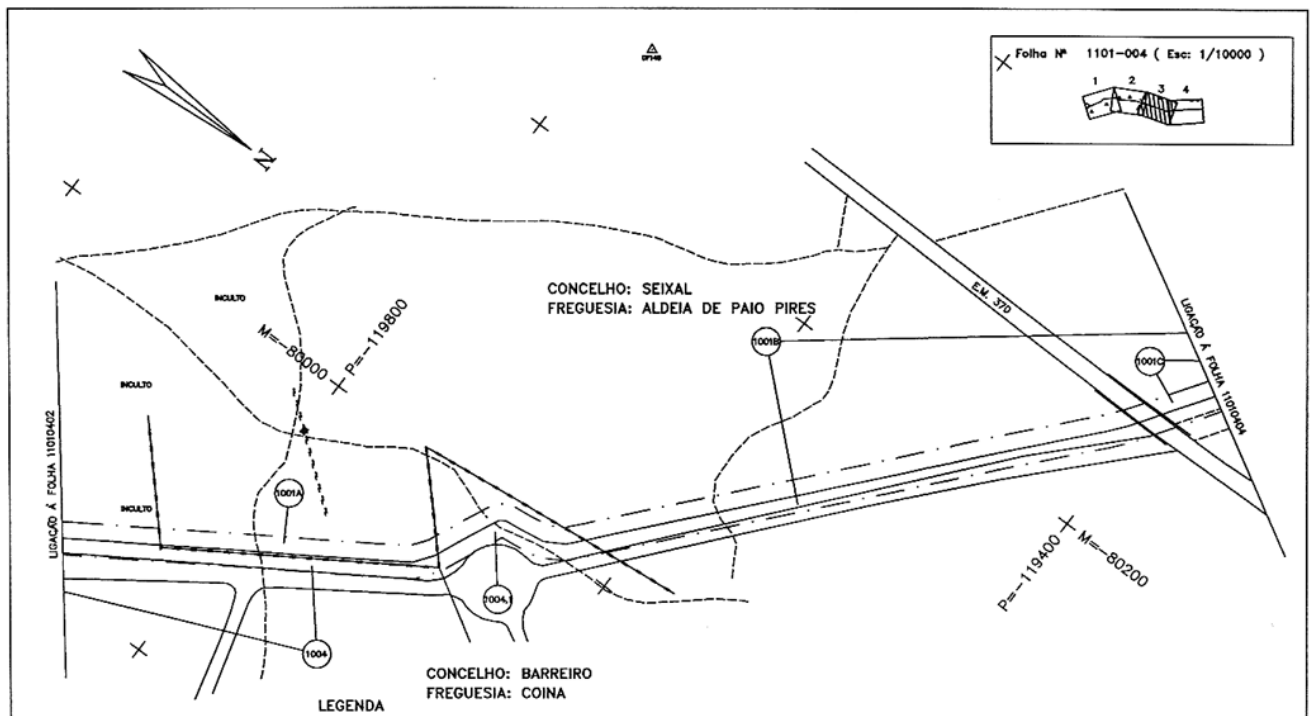 Folha Nº 1101-004 ( Esc: 1/10000 )
1 2 3 4
N
CONCELHO: SEIXAL
FREGUESIA: ALDEIA DE PAIO PIRES
INCULTO
M=-80000
P=-119800
E.M. 370
1001B
1001C
LIGAÇÃO Á FOLHA 11010404
INCULTO
LIGAÇÃO Á FOLHA 11010402
INCULTO
1001A
P=-119400
M=-80200
1004,1
1004
CONCELHO: BARREIRO
FREGUESIA: COINA
LEGENDA